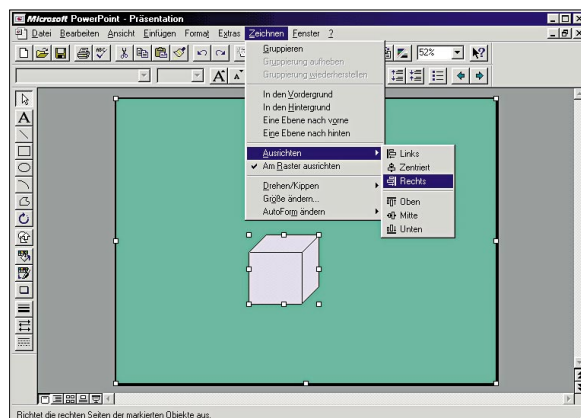 Microsoft PowerPoint - Präsentation
Datei Bearbeiten Ansicht Einfügen Format Extras Zeichnen Fenster ?
52%
Gruppieren
Gruppierung aufheben
Gruppierung wiederherstellen
In den Vordergrund
In den Hintergrund
Eine Ebene nach vorne
Eine Ebene nach hinten
Ausrichten
Am Raster ausrichten
Drehen/Kippen
Größe ändern...
AutoForm ändern
Links
Zentriert
Rechts
Oben
Mitte
Unten
Richtet die rechten Seiten der markierten Objekte aus.